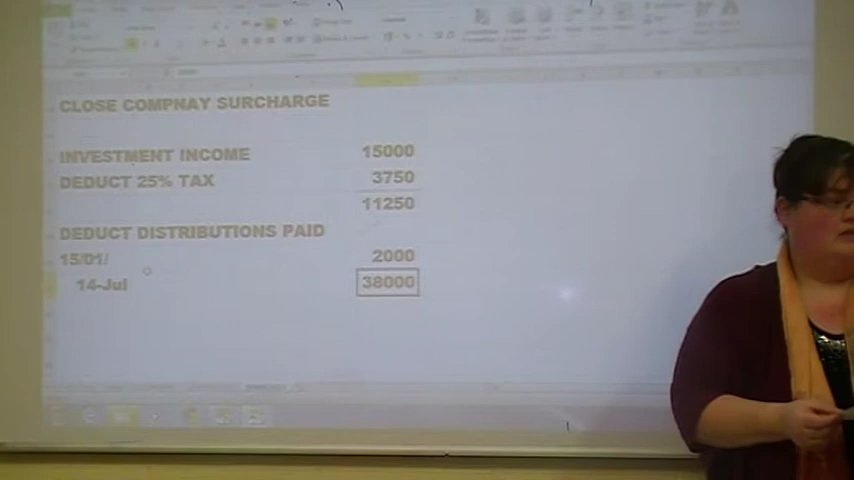 CLOSE COMPNAY SURCHARGE
INVESTMENT INCOME 15000
DEDUCT 25% TAX 3750
11250
DEDUCT DISTRIBUTIONS PAID
15/01/ 2000
14-Jul 38000